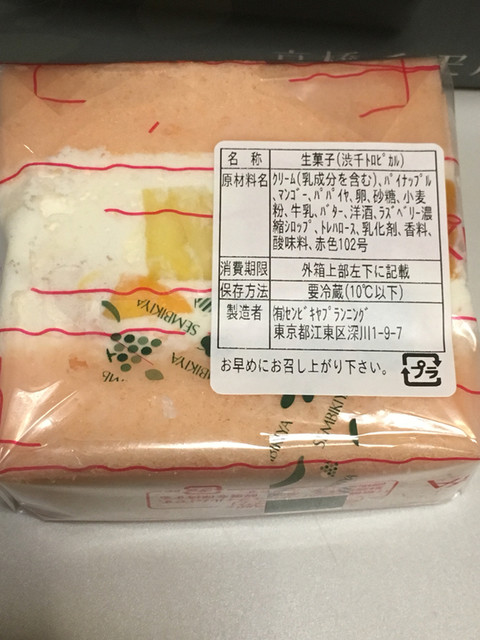 名 称 生菓子(渋千ﾄﾛﾋﾟｶﾙ)
原材料名 ｸﾘｰﾑ(乳成分を含む)､ﾊﾟｲﾅｯﾌﾟﾙ
､ﾏﾝｺﾞｰ､ﾊﾟﾊﾟｲﾔ､卵､砂糖､小麦
粉､牛乳､ﾊﾞﾀｰ､洋酒､ﾗｽﾞﾍﾞﾘｰ濃
縮ｼﾛｯﾌﾟ､ﾄﾚﾊﾛｰｽ､乳化剤､香料､
酸味料､赤色102号
消費期限 外箱上部左下に記載
保存方法 要冷蔵(10℃以下)
製造者 ㈲ｾﾝﾋﾞｷﾔﾌﾟﾗﾝﾆﾝｸﾞ
東京都江東区深川1-9-7
お早めにお召し上がり下さい。
プラ
SEMBIKIYA
SEMBIKIYA
SEMBIKIYA